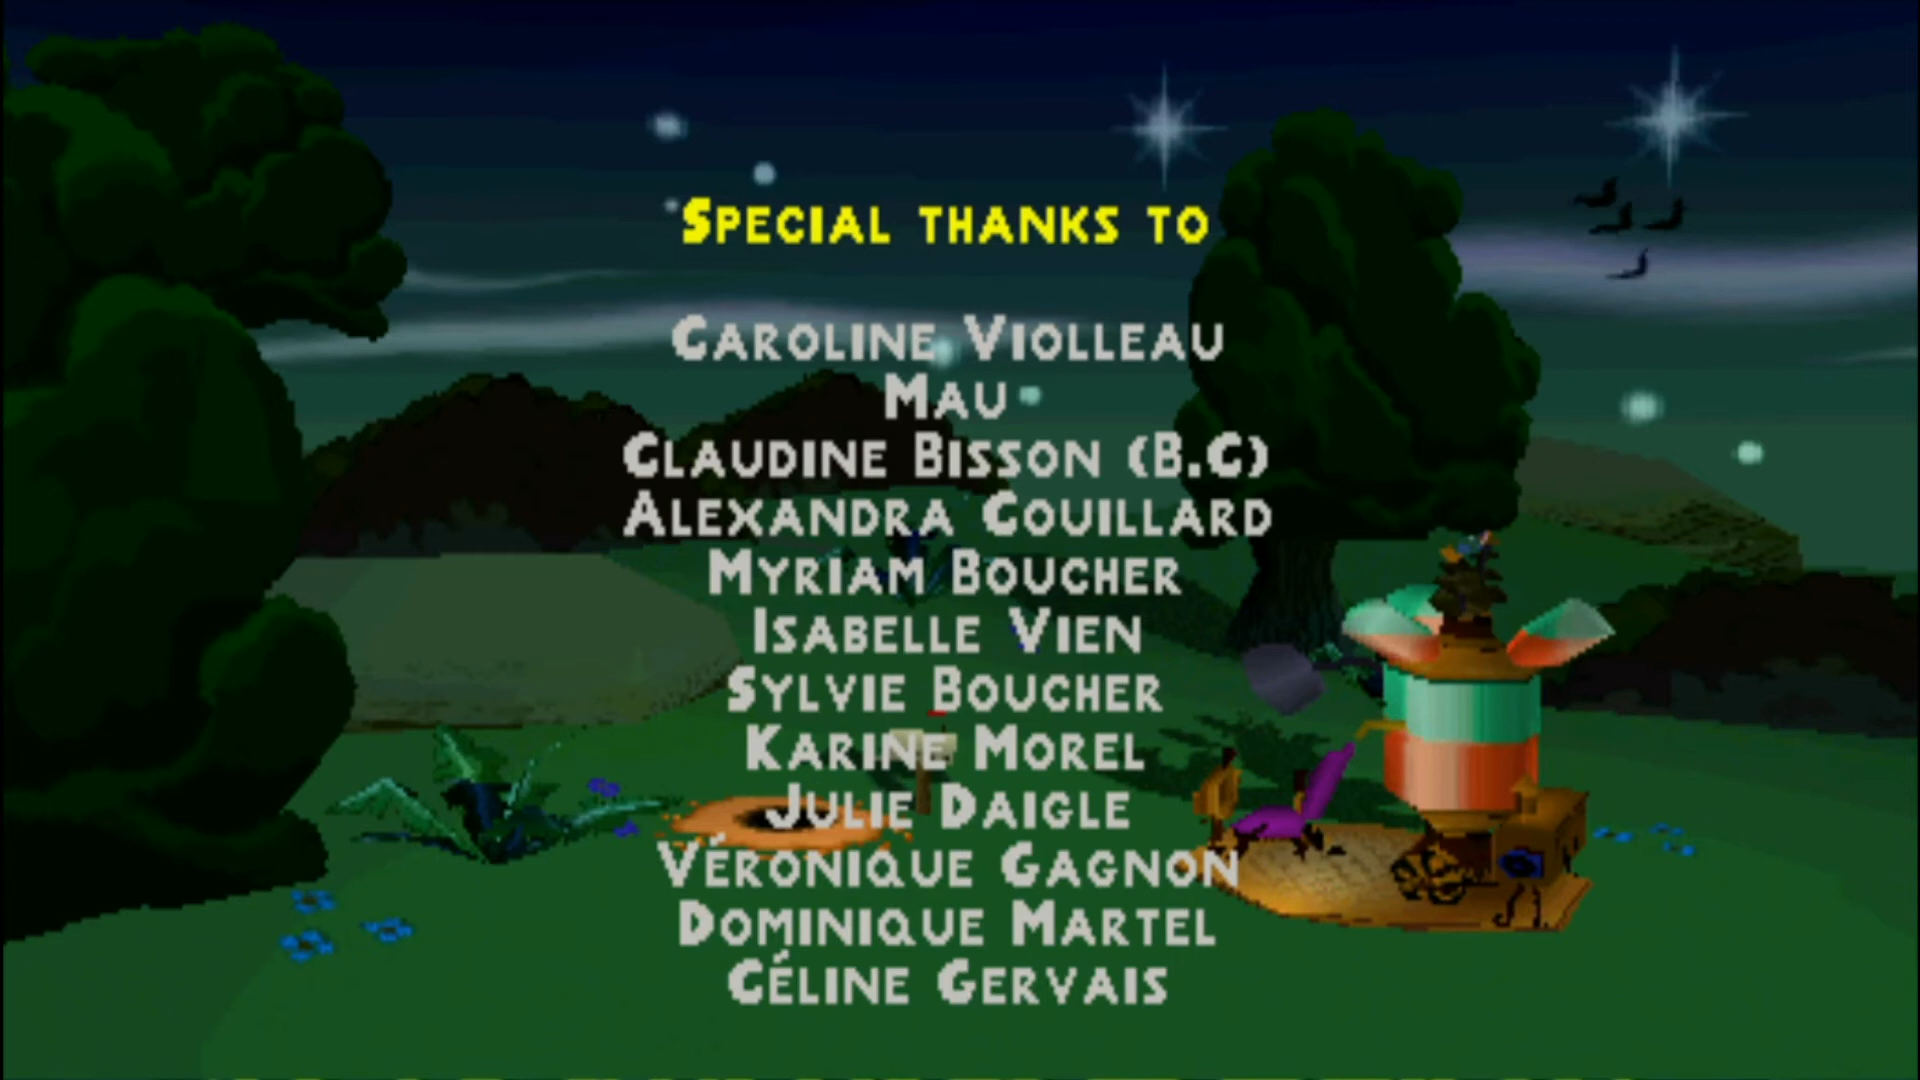 Special thanks to
Caroline Violleau
Mau
Claudine Bisson (B.C)
Alexandra Couillard
Myriam Boucher
Isabelle Vien
Sylvie Boucher
Karine Morel
Julie Daigle
Véronique Gagnon
Dominique Martel
Céline Gervais